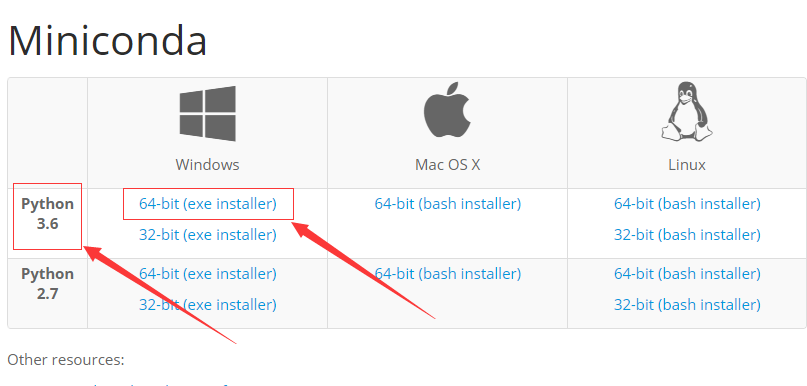 Miniconda
Windows
Mac OS X
Linux
Python
3.6
64-bit (exe installer)
64-bit (bash installer)
64-bit (bash installer)
32-bit (exe installer)
32-bit (bash installer)
Python
2.7
64-bit (exe installer)
64-bit (bash installer)
64-bit (bash installer)
32-bit (exe installer)
32-bit (bash installer)
Other resources: